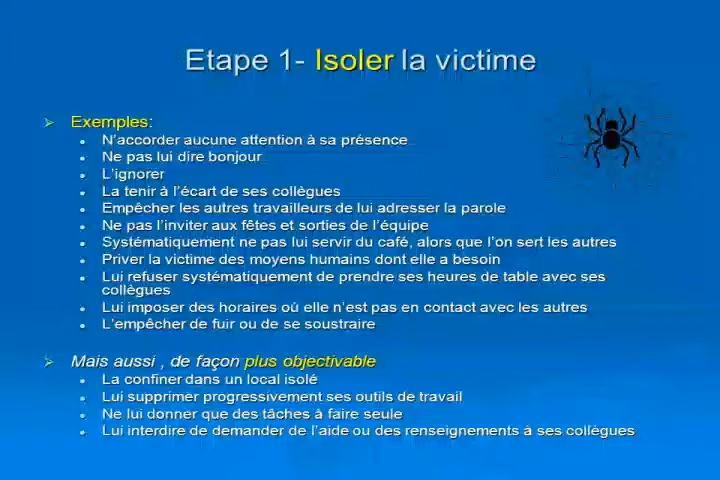 Etape 1- Isoler la victime
Exemples:
N'accorder aucune attention à sa présence
Ne pas lui dire bonjour
L'ignorer
La tenir à l'écart de ses collègues
Empêcher les autres travailleurs de lui adresser la parole
Ne pas l'inviter aux fêtes et sorties de l'équipe
Systématiquement ne pas lui servir du café, alors que l'on sert les autres
Priver la victime des moyens humains dont elle a besoin
Lui refuser systématiquement de prendre ses heures de table avec ses
collègues
Lui imposer des horaires où elle n'est pas en contact avec les autres
L'empêcher de fuir ou de se soustraire
Mais aussi , de façon plus objectivable
La confiner dans un local isolé
Lui supprimer progressivement ses outils de travail
Ne lui donner que des tâches à faire seule
Lui interdire de demander de l'aide ou des renseignements à ses collègues